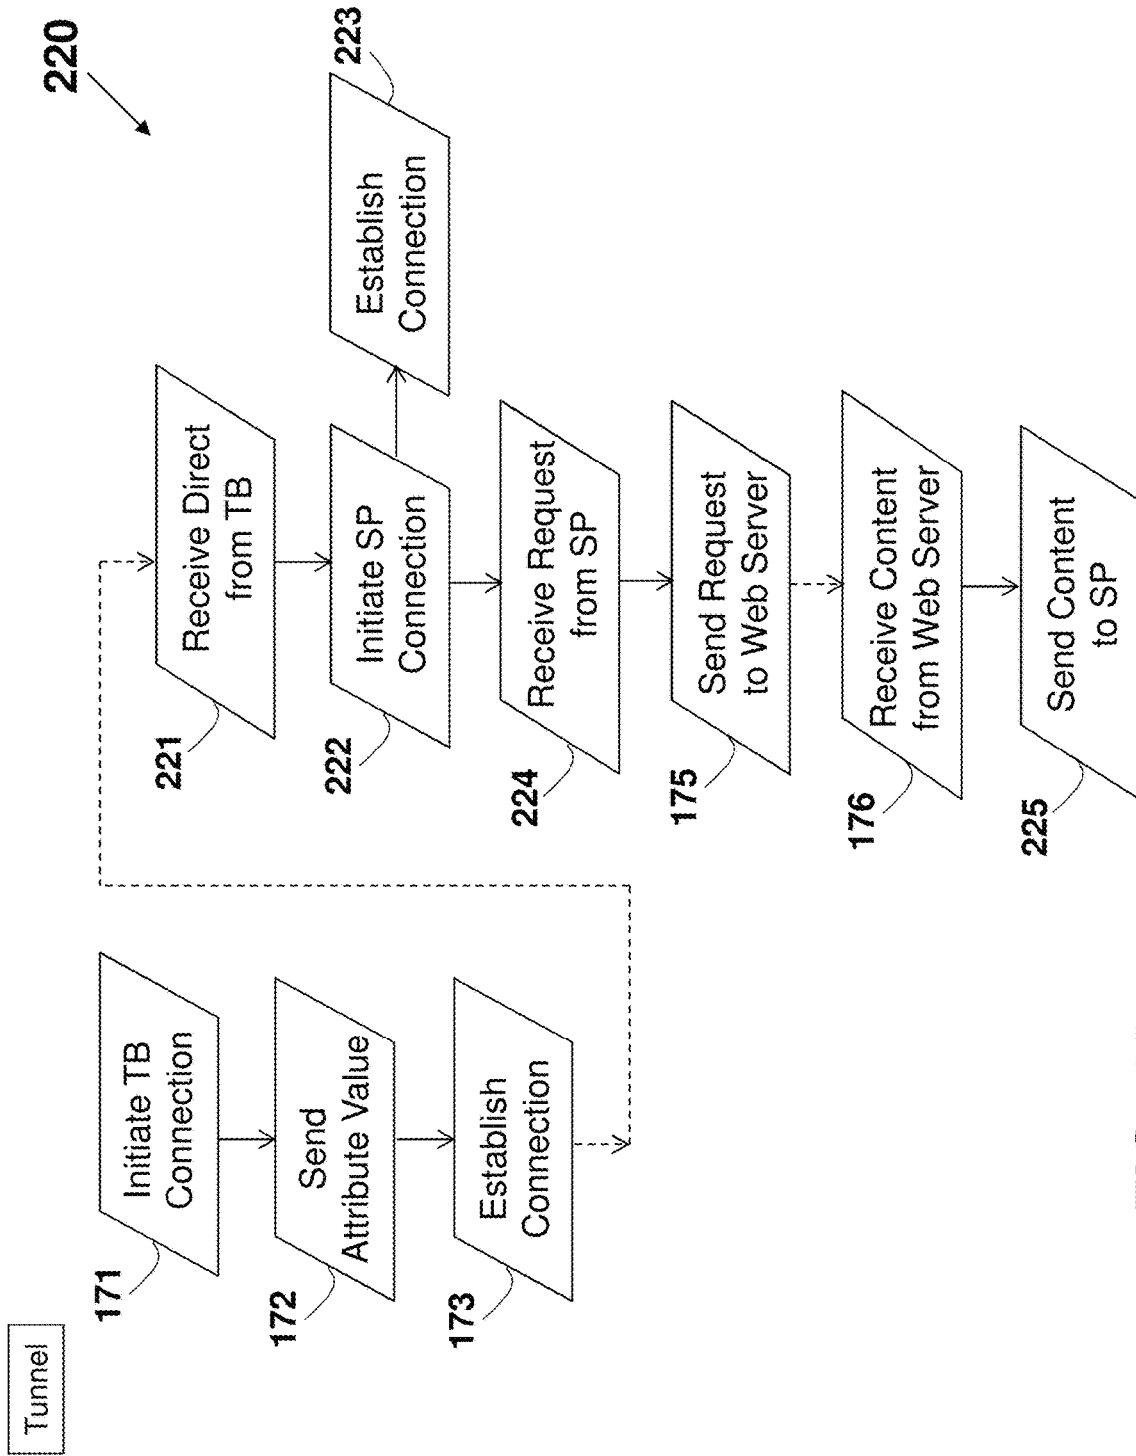 Tunnel
220
171
Initiate TB
Connection
172
Send
Attribute Value
173
Establish
Connection
221
Receive Direct
from TB
222
Initiate SP
Connection
223
Establish
Connection
224
Receive Request
from SP
175
Send Request
to Web Server
176
Receive Content
from Web Server
225
Send Content
to SP